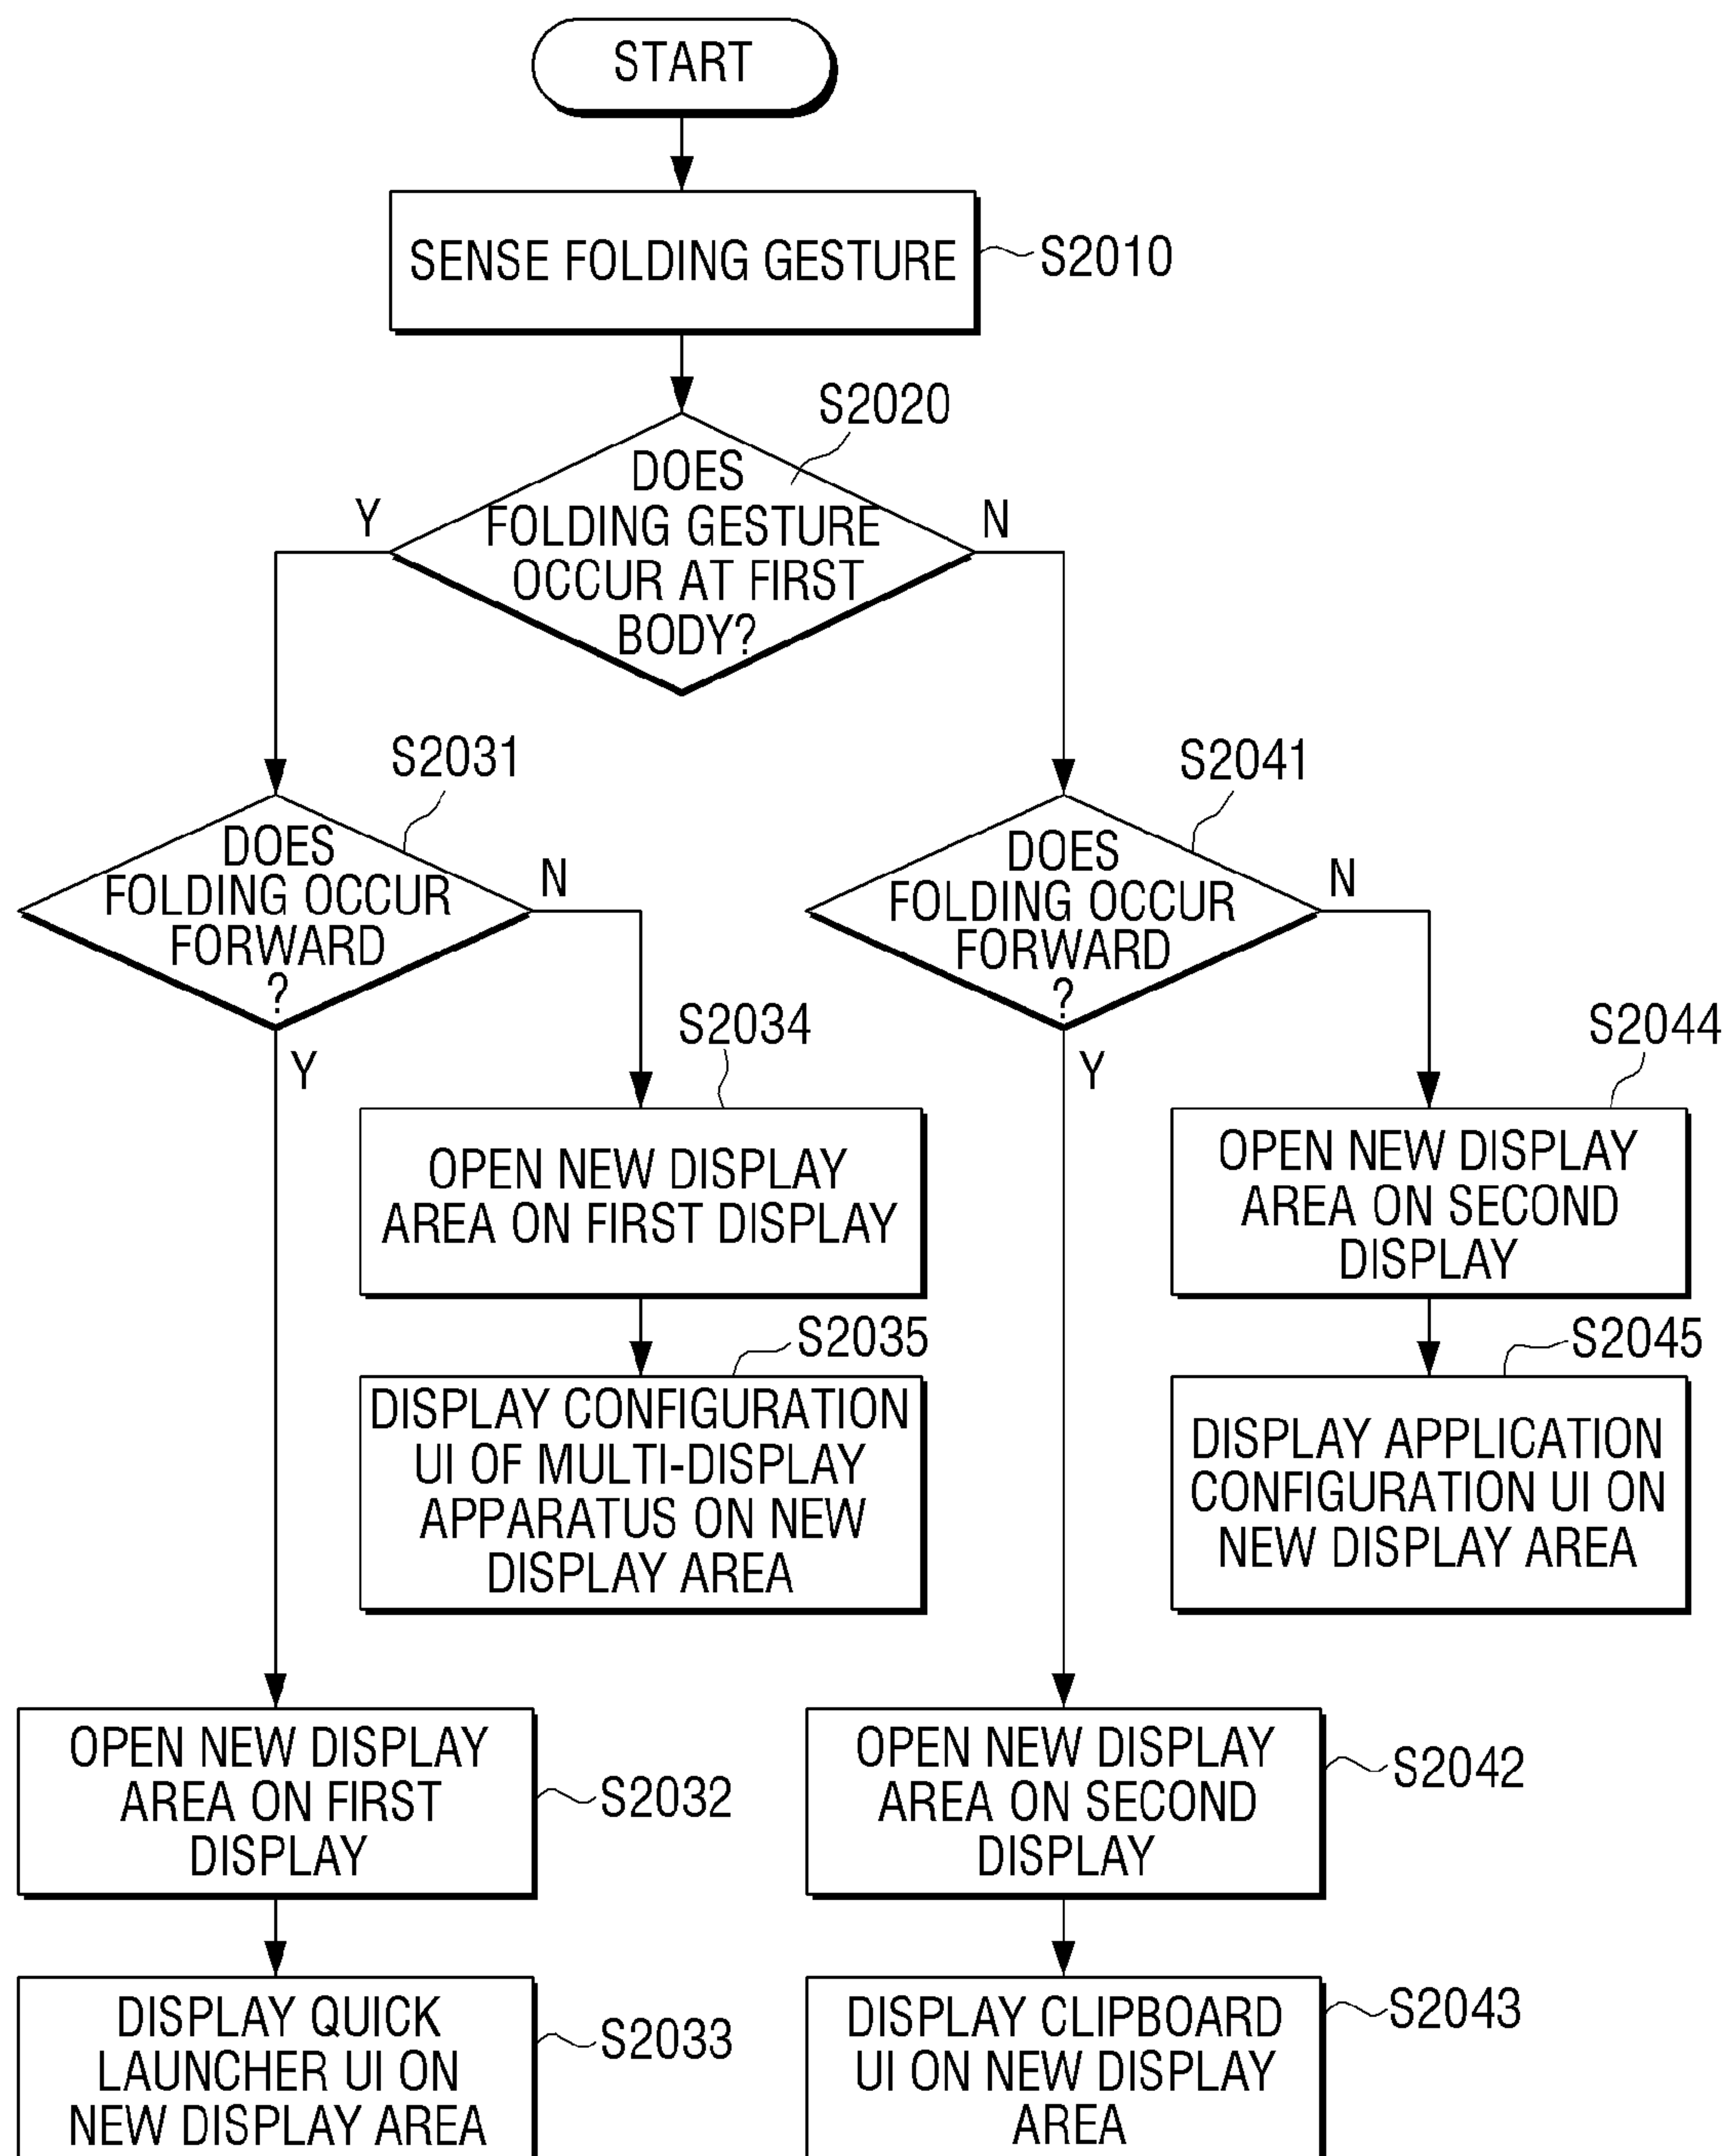 START
SENSE FOLDING GESTURE
S2010
S2020
DOES
FOLDING GESTURE
OCCUR AT FIRST
BODY?
Y
N
S2031
DOES
FOLDING OCCUR
FORWARD
?
N
Y
S2041
DOES
FOLDING OCCUR
FORWARD
?
N
Y
S2034
OPEN NEW DISPLAY
AREA ON FIRST DISPLAY
S2044
OPEN NEW DISPLAY
AREA ON SECOND
DISPLAY
S2035
DISPLAY CONFIGURATION
UI OF MULTI-DISPLAY
APPARATUS ON NEW
DISPLAY AREA
S2045
DISPLAY APPLICATION
CONFIGURATION UI ON
NEW DISPLAY AREA
OPEN NEW DISPLAY
AREA ON FIRST
DISPLAY
S2032
OPEN NEW DISPLAY
AREA ON SECOND
DISPLAY
S2042
DISPLAY QUICK
LAUNCHER UI ON
NEW DISPLAY AREA
S2033
DISPLAY CLIPBOARD
UI ON NEW DISPLAY
AREA
S2043